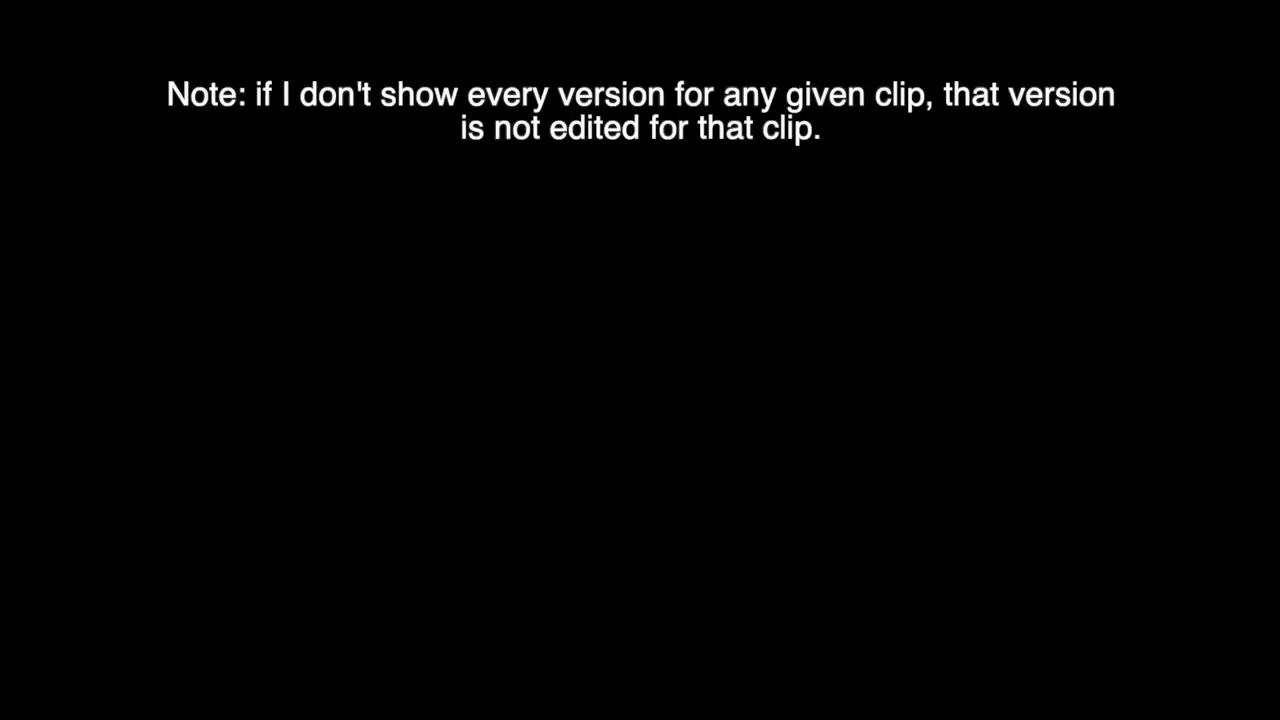 Note: if I don't show every version for any given clip, that version
is not edited for that clip.